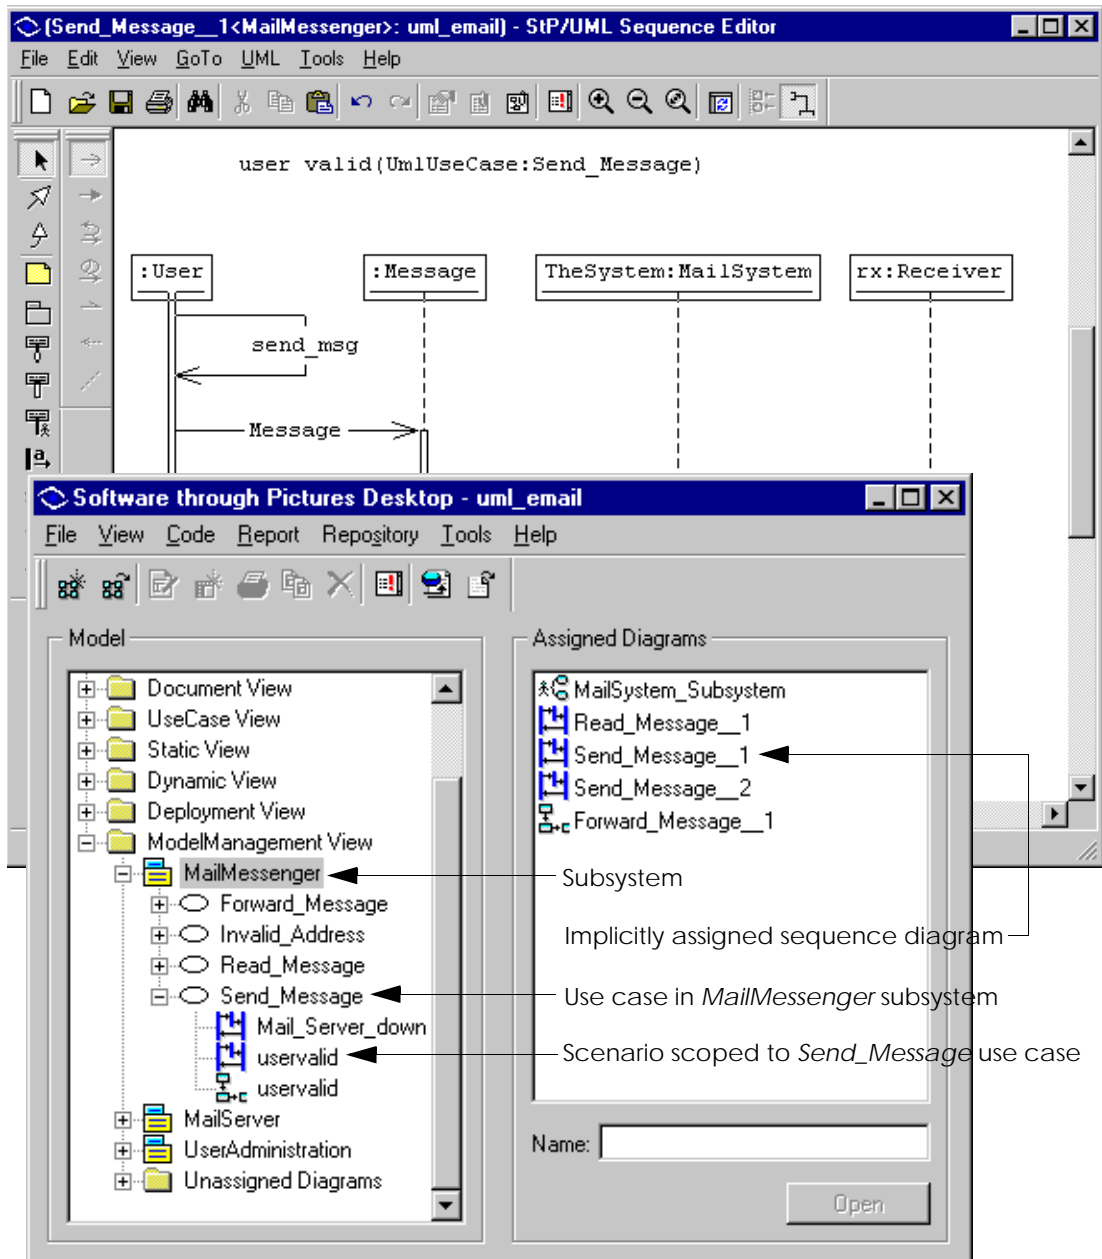 (Send_Message__1<MailMessenger>: uml_email) - StP/UML Sequence Editor
File Edit View GoTo UML Tools Help
user valid(UmlUseCase:Send_Message)
:User :Message TheSystem:MailSystem rx:Receiver
send_msg
Message
a
Software through Pictures Desktop - uml_email
File View Code Report Repository Tools Help
Model
Document View
UseCase View
Static View
Dynamic View
Deployment View
ModelManagement View
MailMessenger
Forward_Message
Invalid_Address
Read_Message
Send_Message
Mail_Server_down
uservalid
uservalid
MailServer
UserAdministration
Unassigned Diagrams
Assigned Diagrams
MailSystem_Subsystem
Read_Message__1
Send_Message__1
Send_Message__2
Forward_Message__1
Subsystem
Implicitly assigned sequence diagram
Use case in MailMessenger subsystem
Scenario scoped to Send_Message use case
Name:
Open